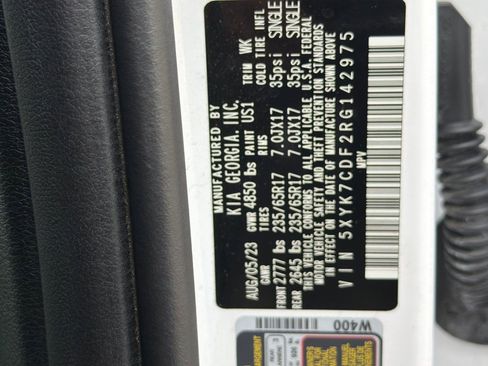 MANUFACTURED BY
KIA GEORGIA, INC.
AUG/05/23 GVWR 4850 lbs PAINT US1 TRIM WK
GAWR TIRES RIMS COLD TIRE INFL
FRONT 2777 lbs 235/65R17 7.0JX17 35psi SINGLE
REAR 2645 lbs 235/65R17 7.0JX17 35psi SINGLE
THIS VEHICLE CONFORMS TO ALL APPLICABLE U.S.A. FEDERAL
MOTOR VEHICLE SAFETY AND THEFT PREVENTION STANDARDS
IN EFFECT ON THE DATE OF MANUFACTURE SHOWN ABOVE
MPV
VIN 5XYK7CDF2RG142975
W400